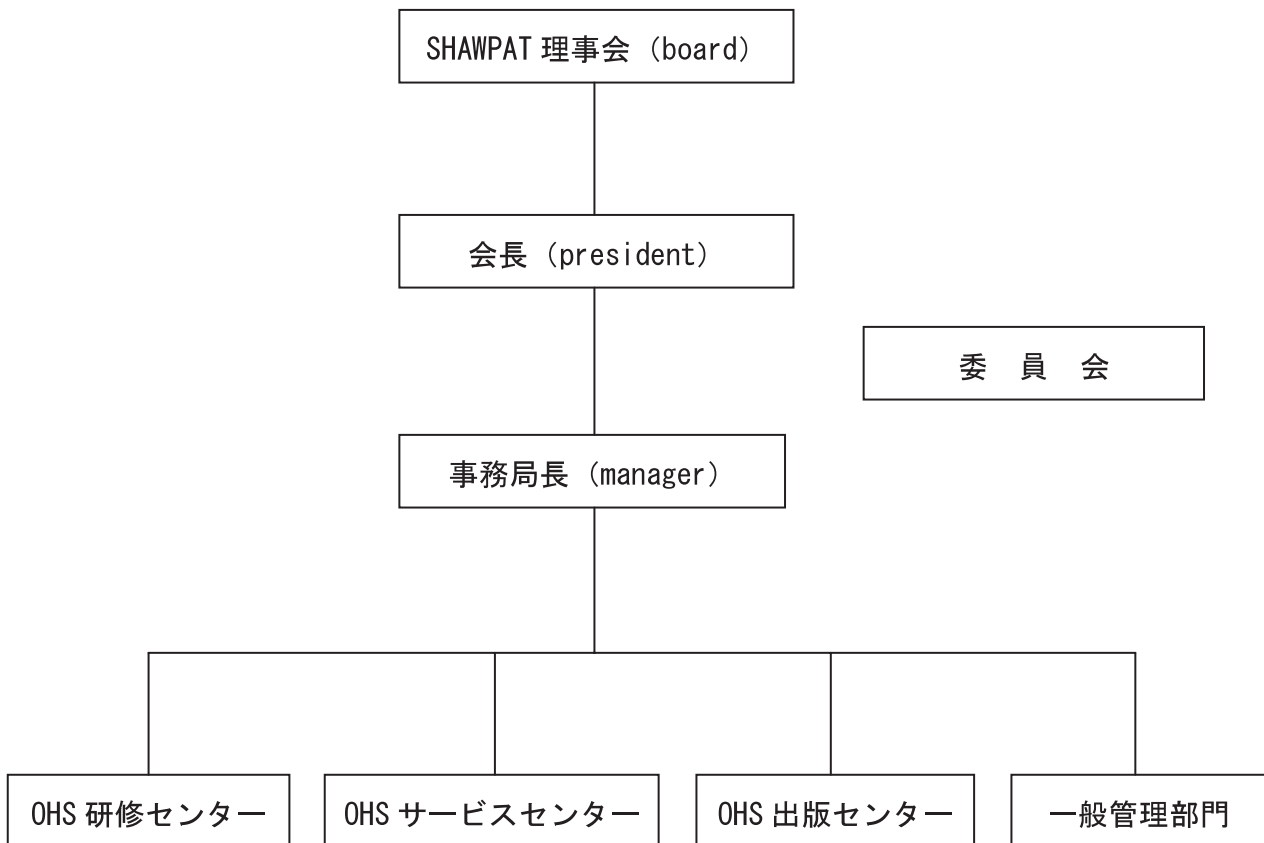 SHAWPAT 理事会（board）
会長（president）
委　員　会
事務局長（manager）
OHS 研修センター
OHS サービスセンター
OHS 出版センター
一般管理部門